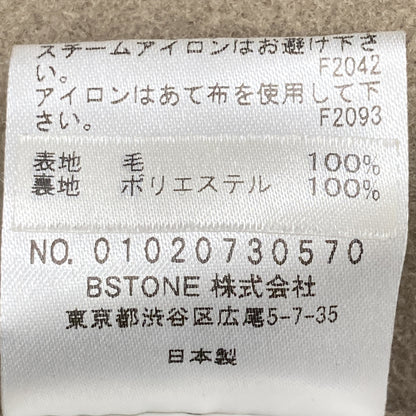 スチームアイロンはお避け下さ
い。 F2042
アイロンはあて布を使用して下
さい。 F2093
表地 毛 100%
裏地 ポリエステル 100%
NO. 01020730570
BSTONE 株式会社
東京都渋谷区広尾5-7-35
日本製